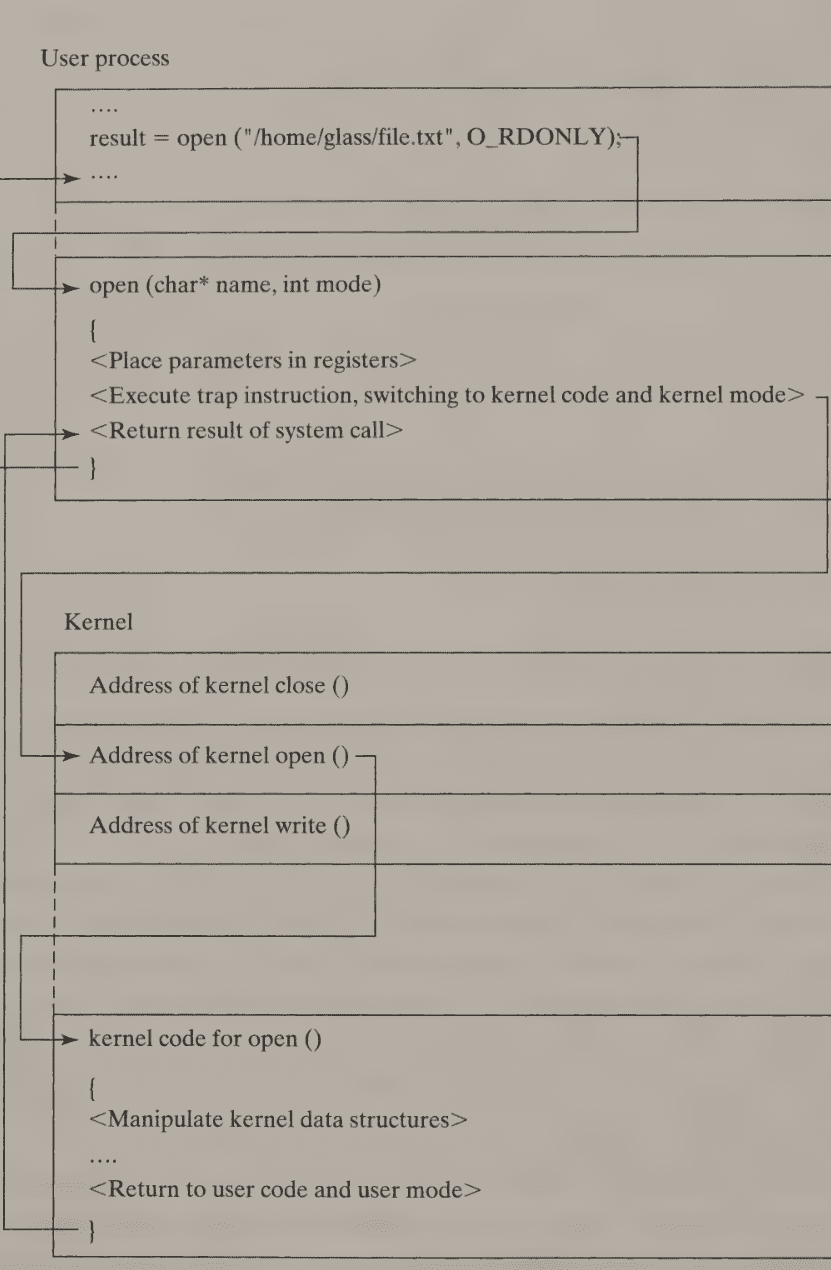 User process
....
result = open ("/home/glass/file.txt", O_RDONLY);
....
open (char* name, int mode)
{
<Place parameters in registers>
<Execute trap instruction, switching to kernel code and kernel mode>
<Return result of system call>
}
Kernel
Address of kernel close ()
Address of kernel open ()
Address of kernel write ()
kernel code for open ()
{
<Manipulate kernel data structures>
....
<Return to user code and user mode>
}